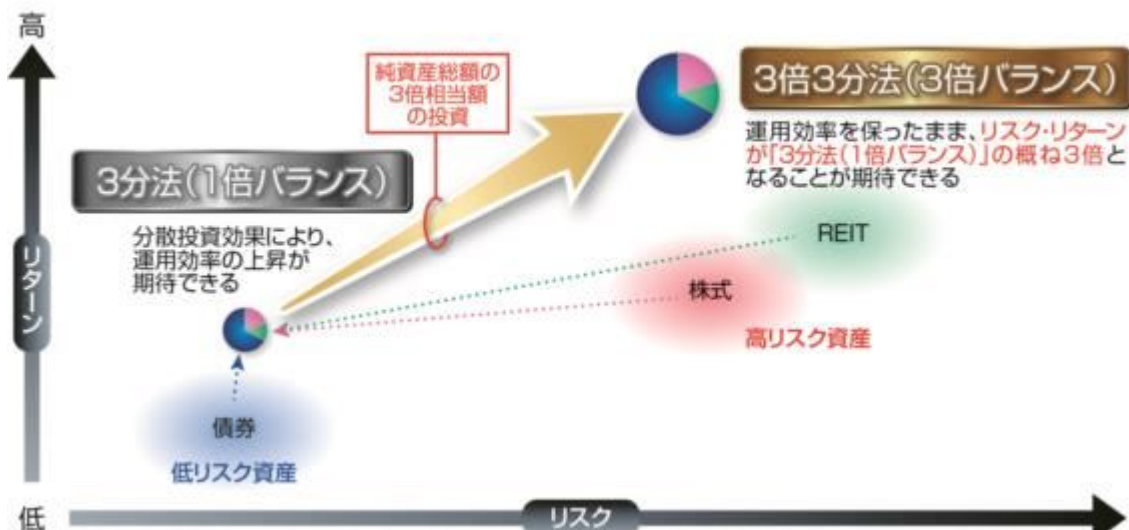 高
純資産総額の
3倍相当額
の投資
3倍3分法(3倍バランス)
運用効率を保ったまま、リスク・リターン
が「3分法(1倍バランス)」の概ね3倍と
なることが期待できる
3分法(1倍バランス)
分散投資効果により、
運用効率の上昇が
期待できる
REIT
株式
高リスク資産
リターン
債券
低リスク資産
低
リスク